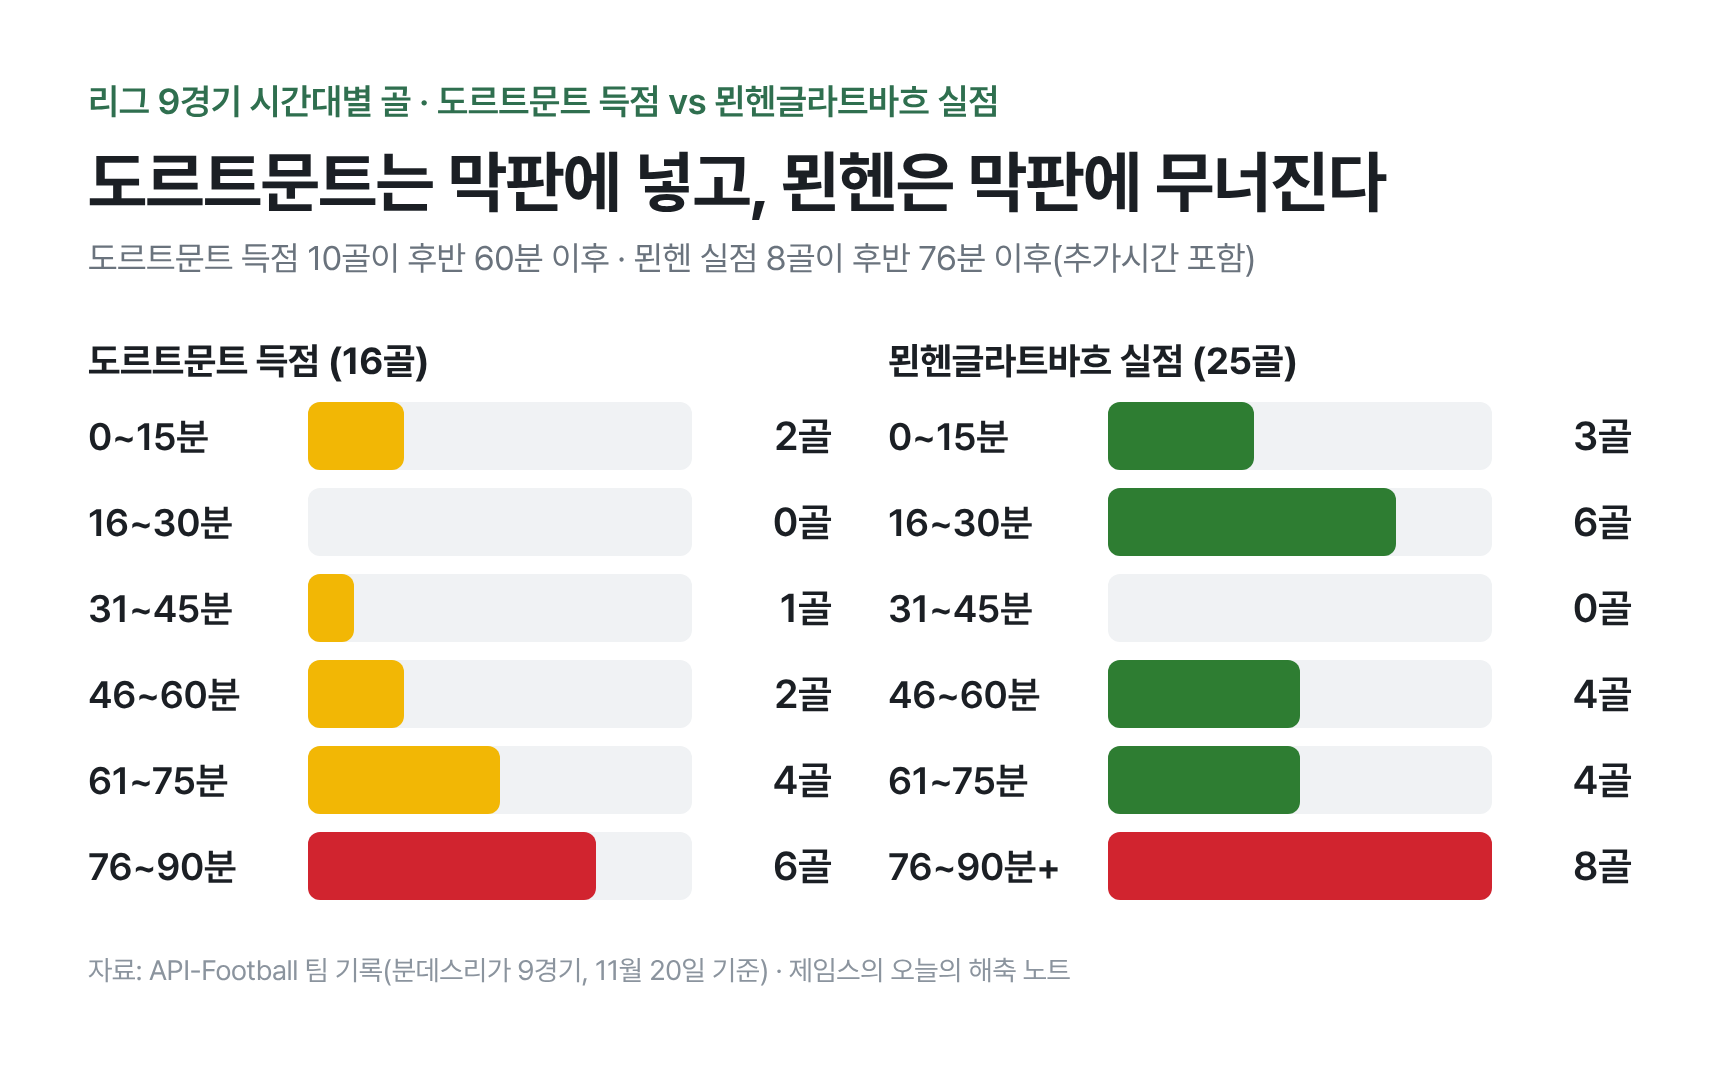 리그 9경기 시간대별 골 · 도르트문트 득점 vs 묀헨글라트바흐 실점
도르트문트는 막판에 넣고, 묀헨은 막판에 무너진다
도르트문트 득점 10골이 후반 60분 이후 · 묀헨 실점 8골이 후반 76분 이후(추가시간 포함)
도르트문트 득점 (16골)
0~15분 2골
16~30분 0골
31~45분 1골
46~60분 2골
61~75분 4골
76~90분 6골
묀헨글라트바흐 실점 (25골)
0~15분 3골
16~30분 6골
31~45분 0골
46~60분 4골
61~75분 4골
76~90분+ 8골
자료: API-Football 팀 기록(분데스리가 9경기, 11월 20일 기준) · 제임스의 오늘의 해축 노트